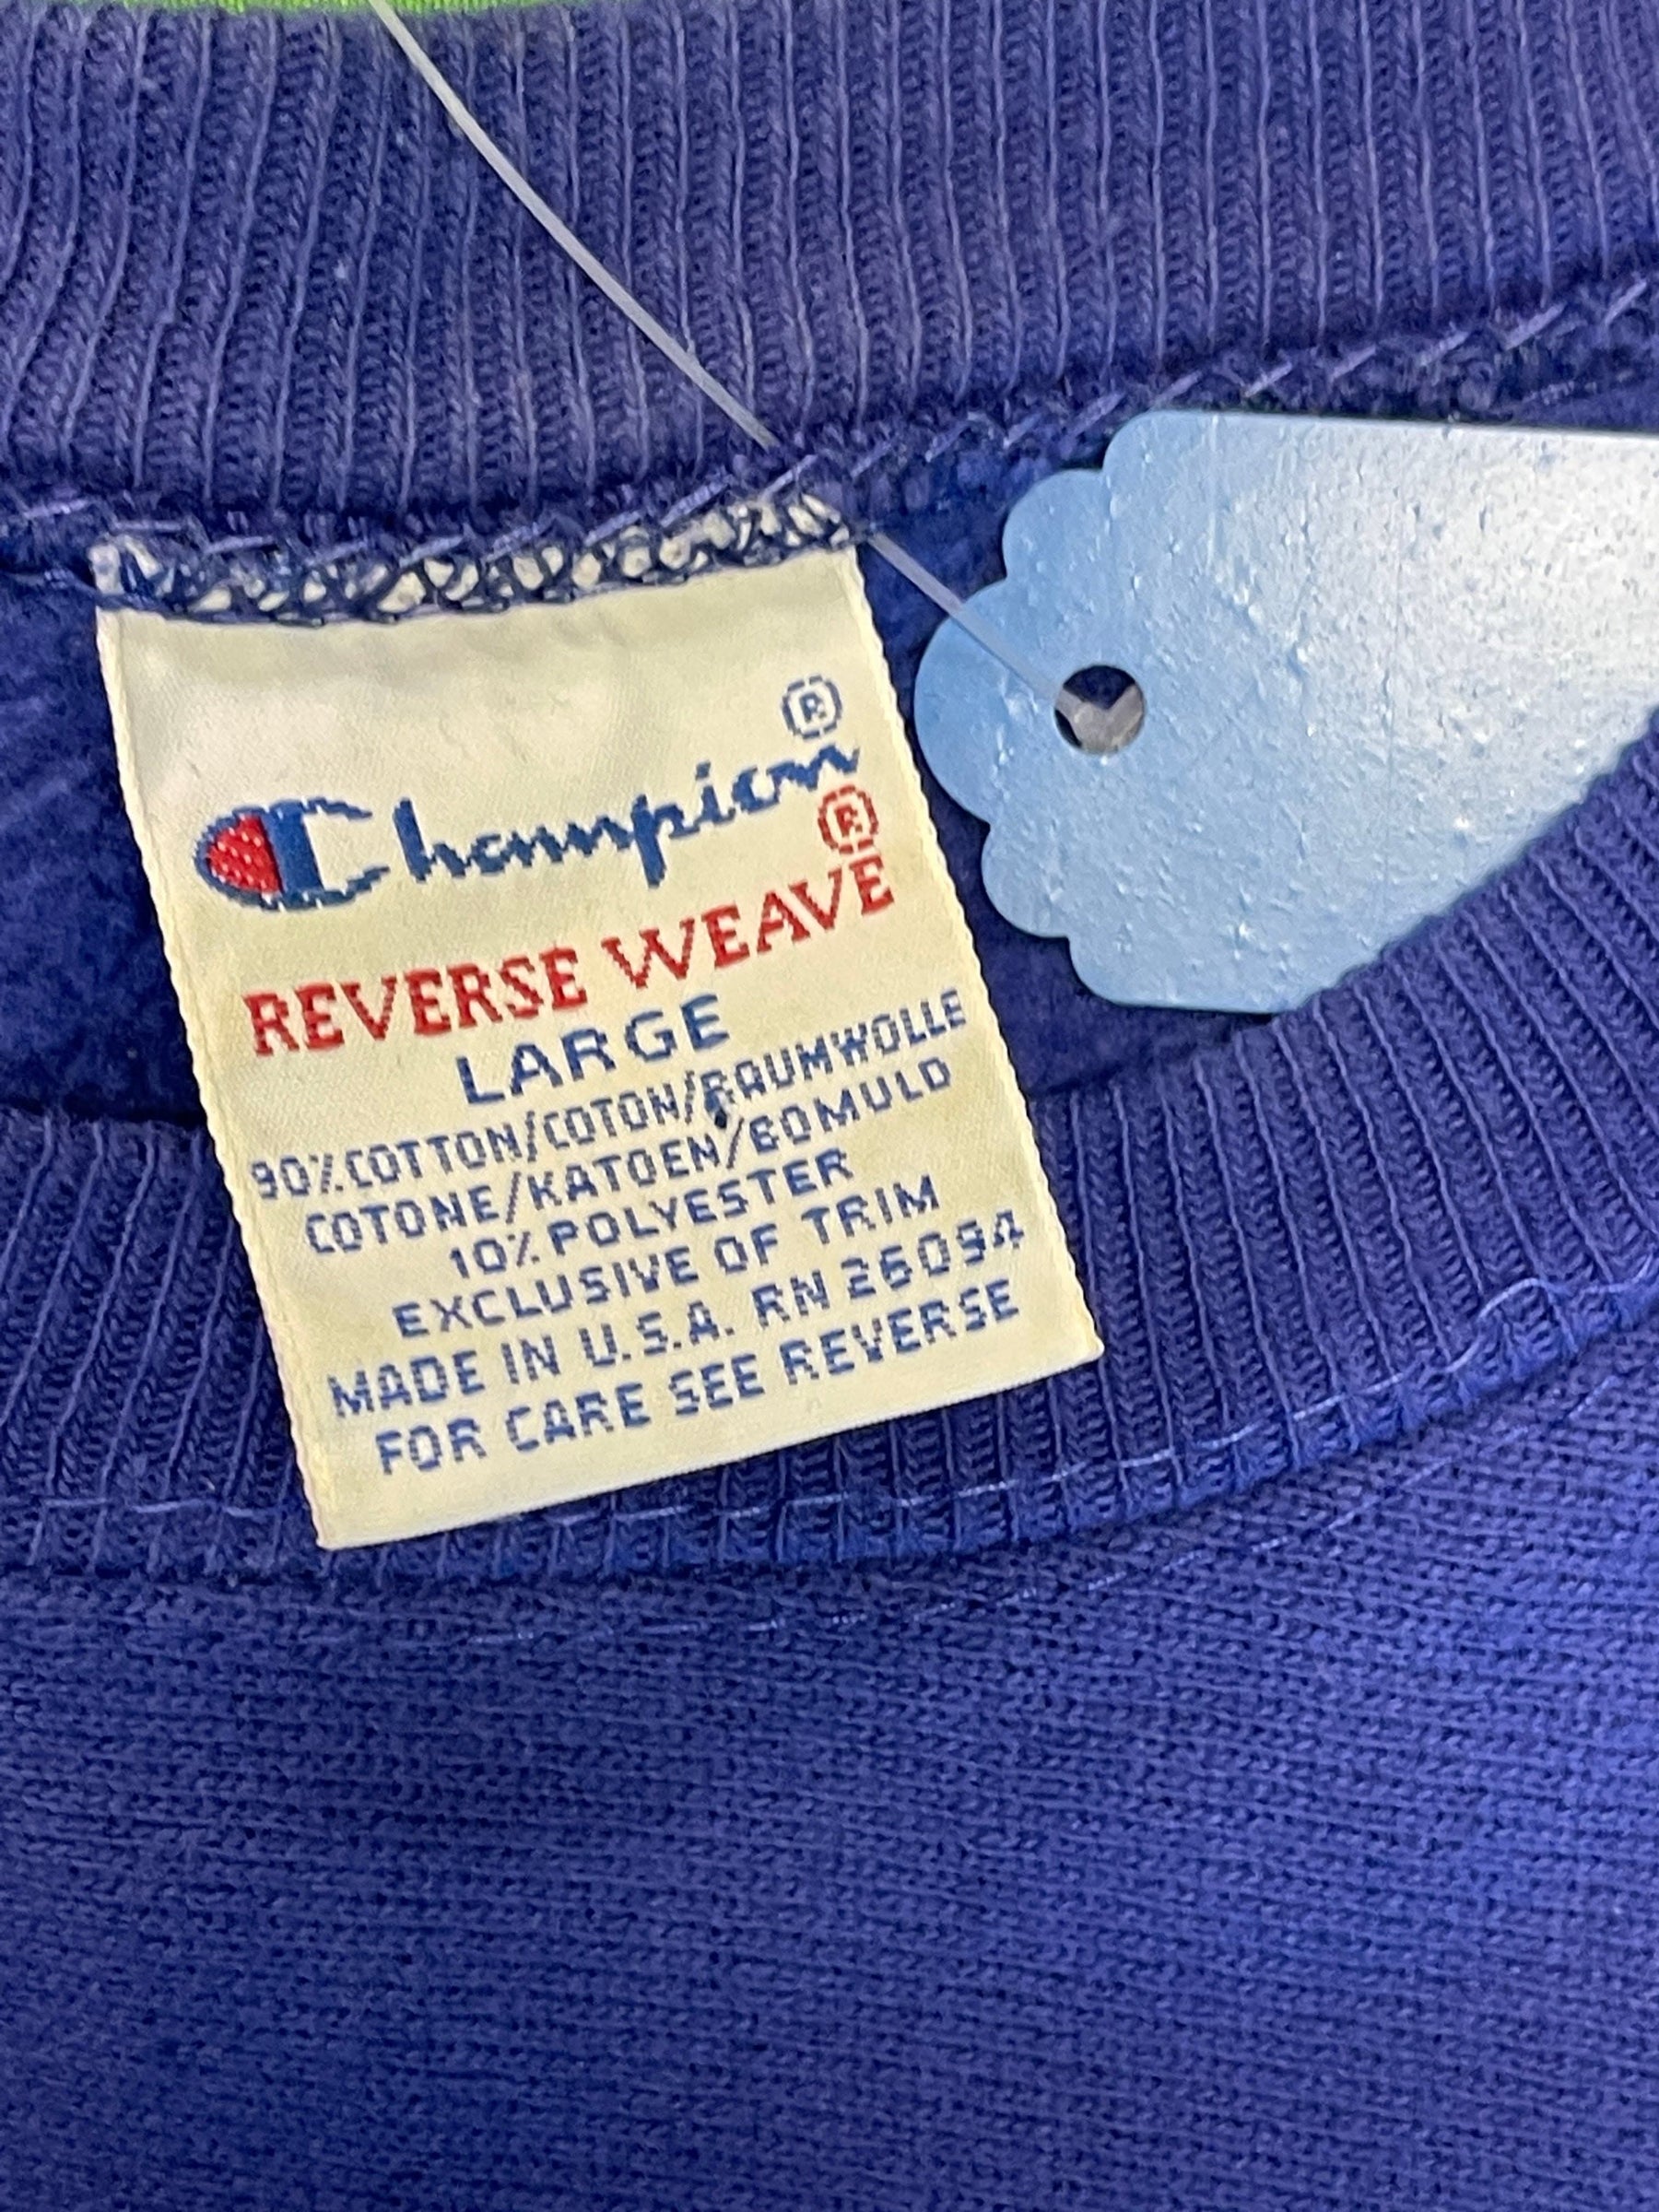 Champion®
REVERSE WEAVE®
LARGE
90% COTTON/COTON/BAUMWOLLE
COTONE/KATOEN/BOMULD
10% POLYESTER
EXCLUSIVE OF TRIM
MADE IN U.S.A. RN 26094
FOR CARE SEE REVERSE